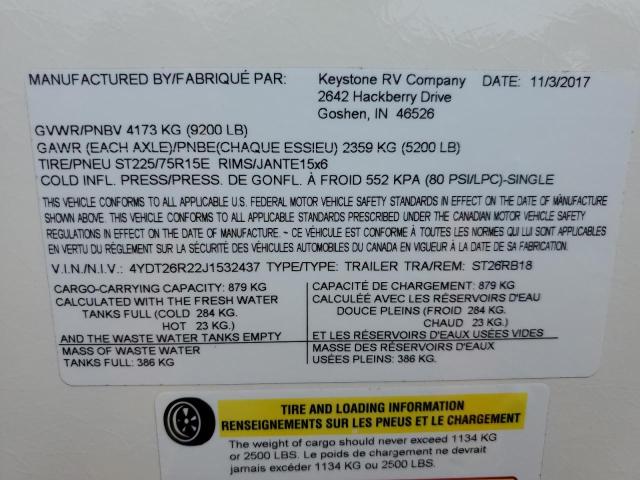 MANUFACTURED BY/FABRIQUÉ PAR: Keystone RV Company DATE: 11/3/2017
2642 Hackberry Drive
Goshen, IN 46526
GVWR/PNBV 4173 KG (9200 LB)
GAWR (EACH AXLE)/PNBE(CHAQUE ESSIEU) 2359 KG (5200 LB)
TIRE/PNEU ST225/75R15E RIMS/JANTE15x6
COLD INFL. PRESS/PRESS. DE GONFL. À FROID 552 KPA (80 PSI/LPC)-SINGLE
THIS VEHICLE CONFORMS TO ALL APPLICABLE U.S. FEDERAL MOTOR VEHICLE SAFETY STANDARDS IN EFFECT ON THE DATE OF MANUFACTURE
SHOWN ABOVE. THIS VEHICLE CONFORMS TO ALL APPLICABLE STANDARDS PRESCRIBED UNDER THE CANADIAN MOTOR VEHICLE SAFETY
REGULATIONS IN EFFECT ON THE DATE OF MANUFACTURE. ~ CE VÉHICULE EST CONFORME À TOUTES LES NORMES QUI LUI SONT APPLICABLES
EN VERTU DU RÈGLEMENT SUR LA SÉCURITÉ DES VÉHICULES AUTOMOBILES DU CANADA EN VIGUEUR À LA DATE DE SA FABRICATION.
V.I.N./N.I.V.: 4YDT26R22J1532437 TYPE/TYPE: TRAILER TRA/REM: ST26RB18
CARGO-CARRYING CAPACITY: 879 KG
CALCULATED WITH THE FRESH WATER
TANKS FULL (COLD 284 KG.
HOT 23 KG.)
AND THE WASTE WATER TANKS EMPTY
MASS OF WASTE WATER
TANKS FULL: 386 KG
CAPACITÉ DE CHARGEMENT: 879 KG
CALCULÉE AVEC LES RÉSERVOIRS D'EAU
DOUCE PLEINS (FROID 284 KG.
CHAUD 23 KG.)
ET LES RÉSERVOIRS D'EAUX USÉES VIDES
MASSE DES RÉSERVOIRS D'EAUX
USÉES PLEINS: 386 KG.
TIRE AND LOADING INFORMATION
RENSEIGNEMENTS SUR LES PNEUS ET LE CHARGEMENT
The weight of cargo should never exceed 1134 KG
or 2500 LBS. Le poids de chargement ne devrait
jamais excéder 1134 KG ou 2500 LBS.